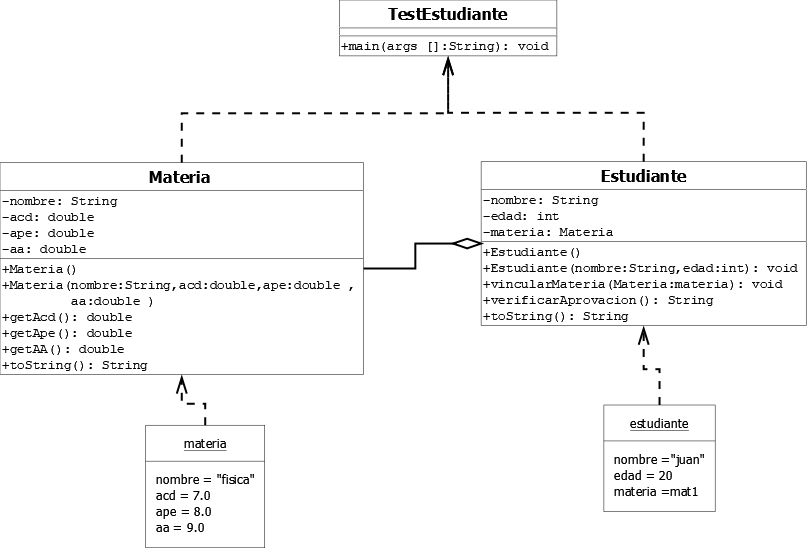 TestEstudiante
+main(args []:String): void
Materia
-nombre: String
-acd: double
-ape: double
-aa: double
+Materia()
+Materia(nombre:String,acd:double,ape:double ,
aa:double )
+getAcd(): double
+getApe(): double
+getAA(): double
+toString(): String
Estudiante
-nombre: String
-edad: int
-materia: Materia
+Estudiante()
+Estudiante(nombre:String,edad:int): void
+vincularMateria(Materia:materia): void
+verificarAprovacion(): String
+toString(): String
materia
nombre = "fisica"
acd = 7.0
ape = 8.0
aa = 9.0
estudiante
nombre ="juan"
edad = 20
materia =mat1